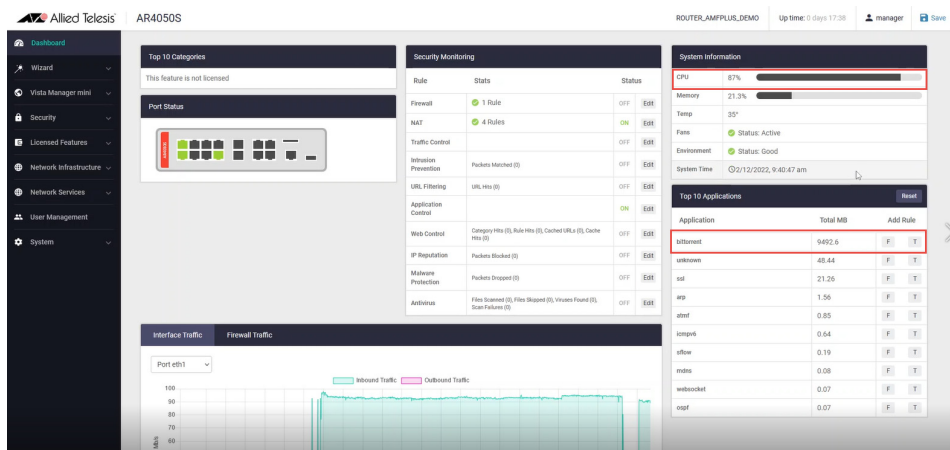 Allied Telesis
AR4050S
ROUTER_AMFPLUS_DEMO
Up time: 0 days 17:38
manager
Save
Dashboard
Wizard
Vista Manager mini
Security
Licensed Features
Network Infrastructure
Network Services
User Management
System
Top 10 Categories
This feature is not licensed
Port Status
Security Monitoring
Rule Stats Status
Firewall 1 Rule OFF Edit
NAT 4 Rules ON Edit
Traffic Control OFF Edit
Intrusion
Prevention
Packets Matched (0) OFF Edit
URL Filtering URL Hits (0) OFF Edit
Application
Control
ON Edit
Web Control
Category Hits (0), Rule Hits (0), Cached URLs (0), Cache
Hits (0)
OFF Edit
IP Reputation Packets Blocked (0) OFF Edit
Malware
Protection
Packets Dropped (0) OFF Edit
Antivirus
Files Scanned (0), Files Skipped (0), Viruses Found (0),
Scan Failures (0)
OFF Edit
System Information
CPU 87%
Memory 21.3%
Temp 35°
Fans Status: Active
Environment Status: Good
System Time 2/12/2022, 9:40:47 am
Top 10 Applications Reset
Application Total MB Add Rule
bittorrent 9492.6 F T
unknown 48.44 F T
ssl 21.26 F T
arp 1.56 F T
atmf 0.85 F T
icmpv6 0.64 F T
sflow 0.19 F T
mdns 0.08 F T
websocket 0.07 F T
ospf 0.07 F T
Interface Traffic Firewall Traffic
Port eth1
Inbound Traffic Outbound Traffic
100
90
80
70
60
Mb/s